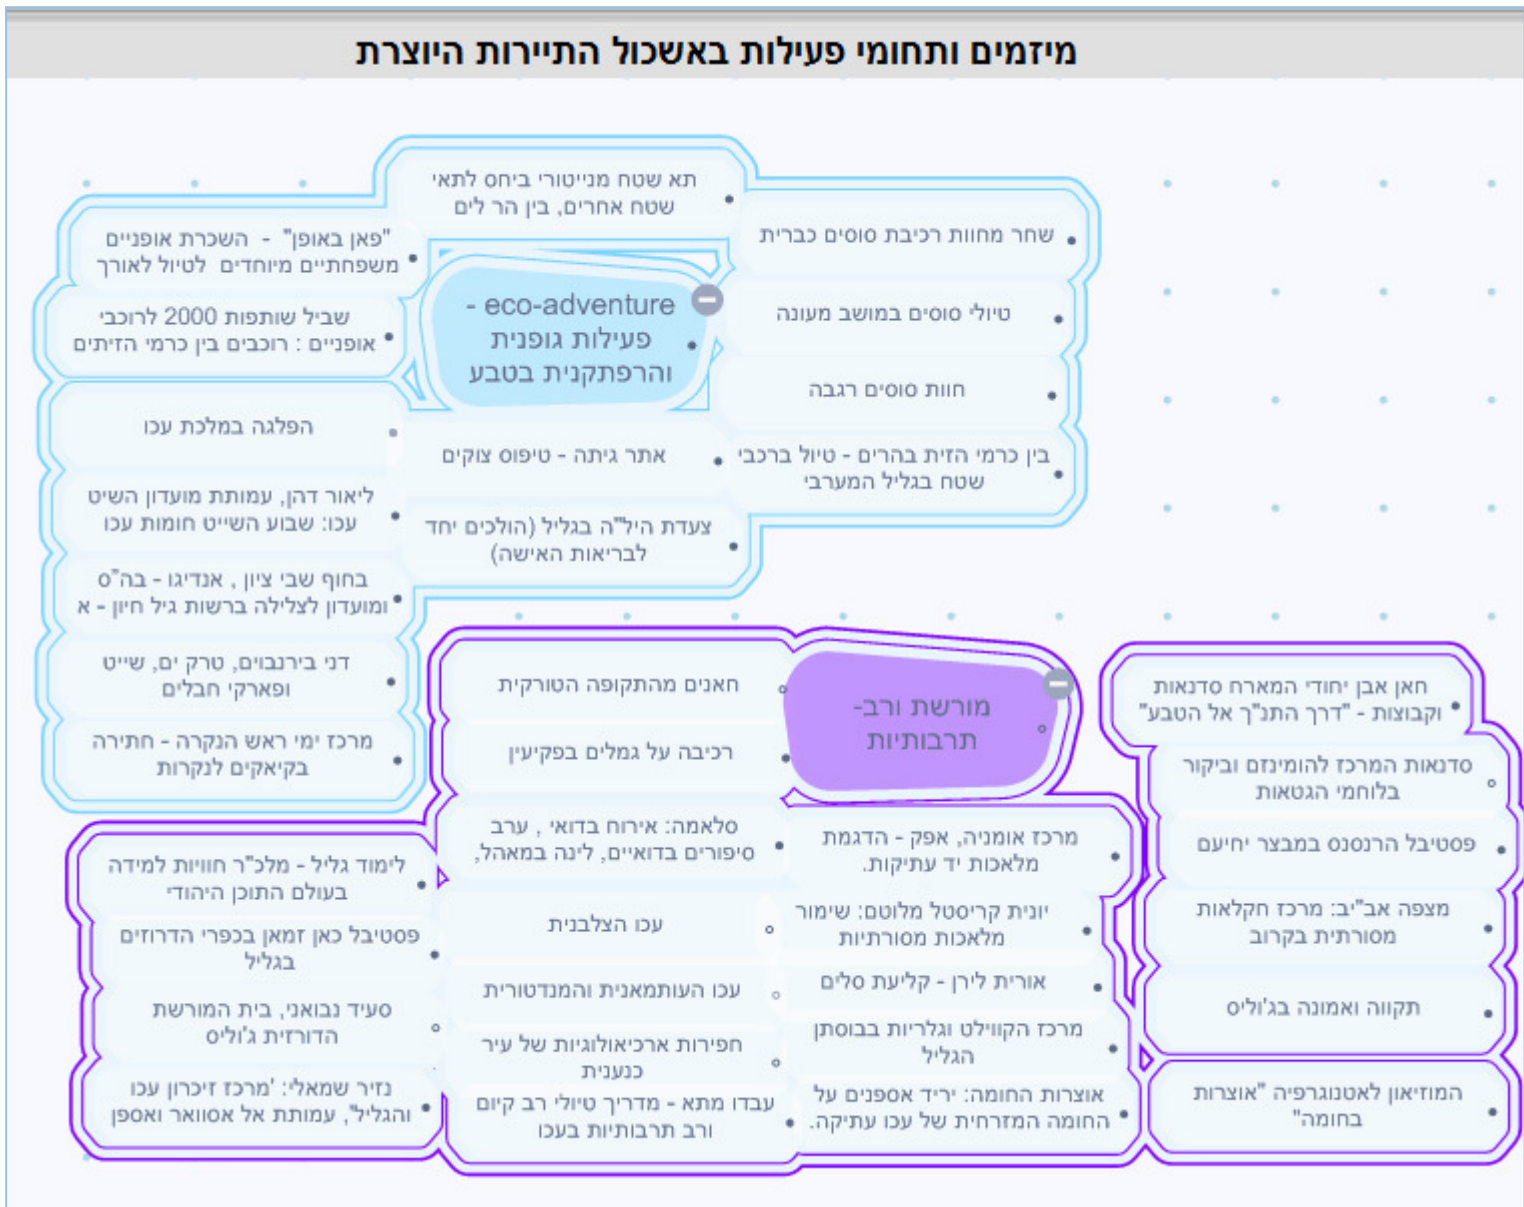 מיזמים ותחומי פעילות באשכול התיירות היוצרת
תא שטח מנייטורי ביחס לתאי
שטח אחרים, בין הר לים
שחר מחוות רכיבת סוסים כברית
טיולי סוסים במושב מעונה
חוות סוסים רגבה
בין כרמי הזית בהרים - טיול ברכבי
שטח בגליל המערבי
eco-adventure -
פעילות גופנית
והרפתקנית בטבע
אתר גיתה - טיפוס צוקים
צעדת היל"ה בגליל (הולכים יחד
לבריאות האישה)
"פאן באופן" - השכרת אופניים
משפחתיים מיוחדים לטיול לאורך
שביל שותפות 2000 לרוכבי
אופניים : רוכבים בין כרמי הזיתים
הפלגה במלכת עכו
ליאור דהן, עמותת מועדון השיט
עכו: שבוע השייט חומות עכו
בחוף שבי ציון , אנדיגו - בה"ס
ומועדון לצלילה ברשות גיל חיון - א
דני בירנבוים, טרק ים, שייט
ופארקי חבלים
מרכז ימי ראש הנקרה - חתירה
בקיאקים לנקרות
מורשת ורב-
תרבותיות
חאן אבן יחודי המארח סדנאות
וקבוצות - "דרך התנ"ך אל הטבע"
סדנאות המרכז להומינזם וביקור
בלוחמי הגטאות
פסטיבל הרנסנס במבצר יחיעם
מצפה אב"יב: מרכז חקלאות
מסורתית בקרוב
תקווה ואמונה בג'וליס
המוזיאון לאטנוגרפיה "אוצרות
בחומה"
מרכז אומניה, אפק - הדגמת
מלאכות יד עתיקות.
יונית קריסטל מלוטם: שימור
מלאכות מסורתיות
אורית לירן - קליעת סלים
מרכז הקווילט וגלריות בבוסתן
הגליל
אוצרות החומה: יריד אספנים על
החומה המזרחית של עכו עתיקה.
חאנים מהתקופה הטורקית
רכיבה על גמלים בפקיעין
סלאמה: אירוח בדואי , ערב
סיפורים בדואיים, לינה במאהל,
עכו הצלבנית
עכו העותמאנית והמנדטורית
חפירות ארכיאולוגיות של עיר
כנענית
עבדו מתא - מדריך טיולי רב קיום
ורב תרבותיות בעכו
לימוד גליל - מלכ"ר חוויות למידה
בעולם התוכן היהודי
פסטיבל כאן זמאן בכפרי הדרוזים
בגליל
סעיד נבואני, בית המורשת
הדורזית ג'וליס
נזיר שמאלי: 'מרכז זיכרון עכו
והגליל", עמותת אל אסוואר ואספן